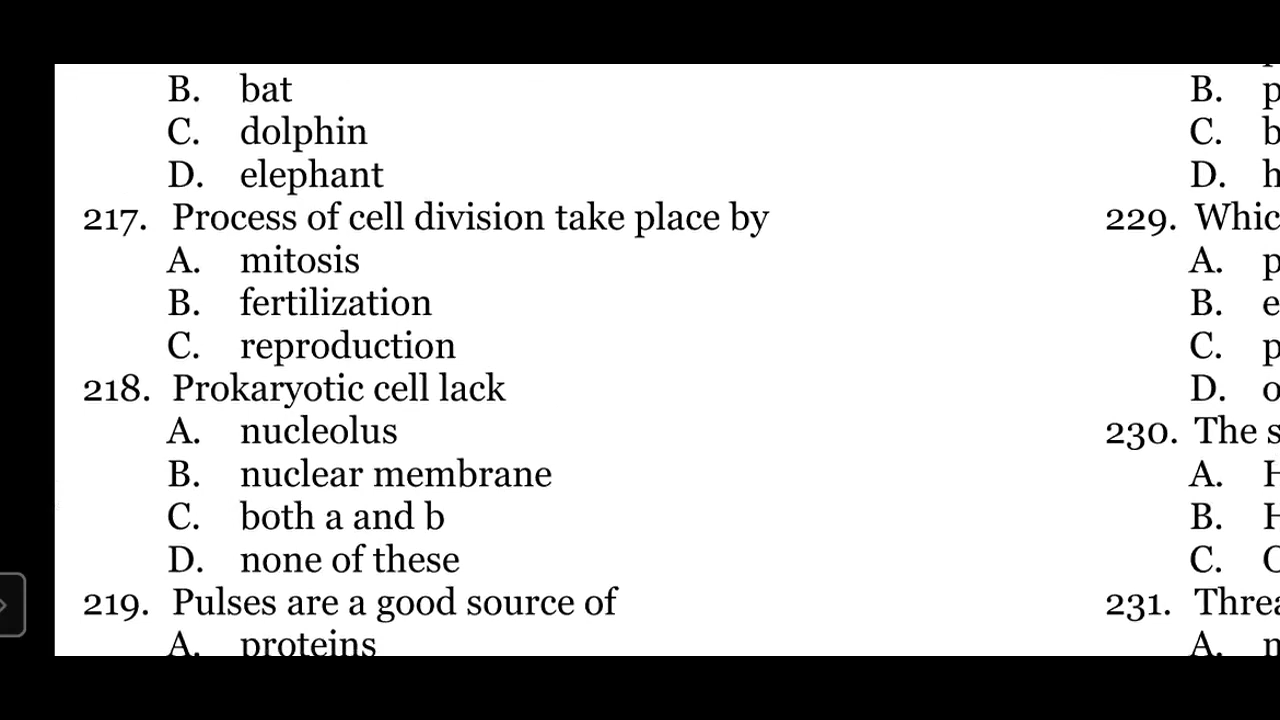 B. bat
C. dolphin
D. elephant
217. Process of cell division take place by
A. mitosis
B. fertilization
C. reproduction
218. Prokaryotic cell lack
A. nucleolus
B. nuclear membrane
C. both a and b
D. none of these
219. Pulses are a good source of
A. proteins
B.
C.
D.
229.
A.
B.
C.
D.
230. The
A.
B.
C.
231.
A.